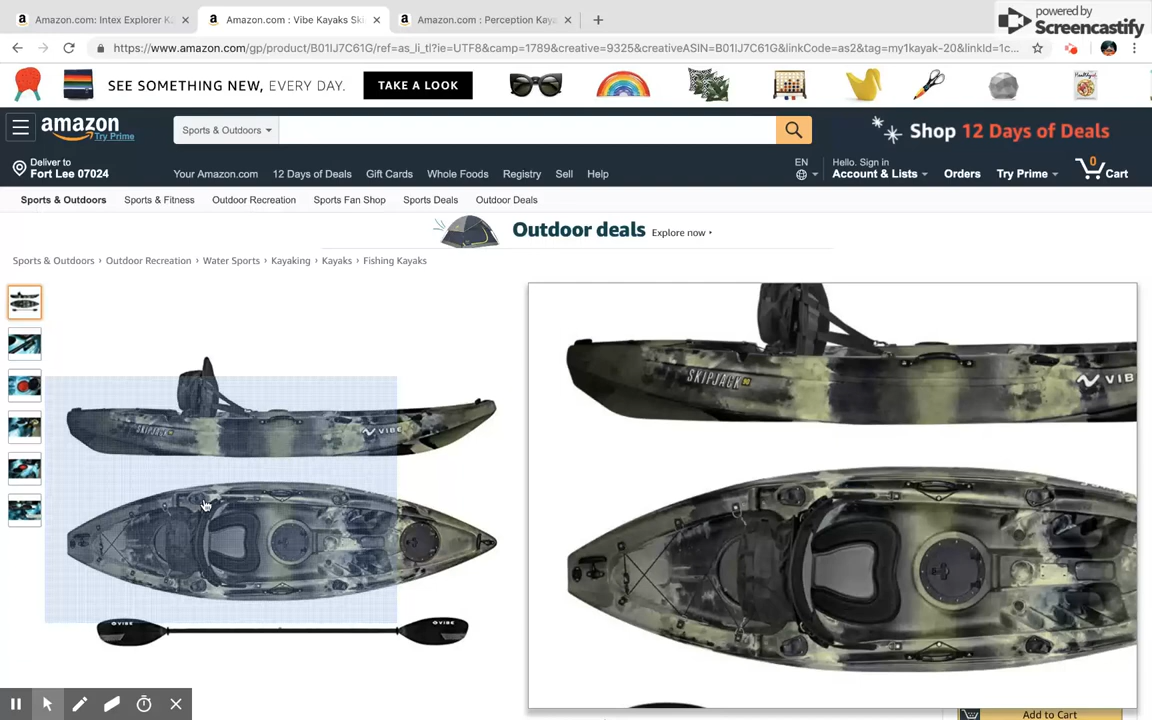 Amazon.com: Intex Explorer K
Amazon.com : Vibe Kayaks Ski
Amazon.com : Perception Kaya
powered by
Screencastify
https://www.amazon.com/gp/product/B01IJ7C61G/ref=as_li_tl?ie=UTF8&camp=1789&creative=9325&creativeASIN=B01IJ7C61G&linkCode=as2&tag=my1kayak-20&linkId=1c...
SEE SOMETHING NEW, EVERY DAY. TAKE A LOOK
amazon
Try Prime
Sports & Outdoors
Shop 12 Days of Deals
Deliver to
Fort Lee 07024
Your Amazon.com 12 Days of Deals Gift Cards Whole Foods Registry Sell Help
EN
Hello. Sign in
Account & Lists
Orders
Try Prime
0
Cart
Sports & Outdoors Sports & Fitness Outdoor Recreation Sports Fan Shop Sports Deals Outdoor Deals
Outdoor deals Explore now ›
Sports & Outdoors › Outdoor Recreation › Water Sports › Kayaking › Kayaks › Fishing Kayaks
SKIPJACK 90
VIB
SKIPJACK
VIBE
VIBE
VIBE
Add to Cart